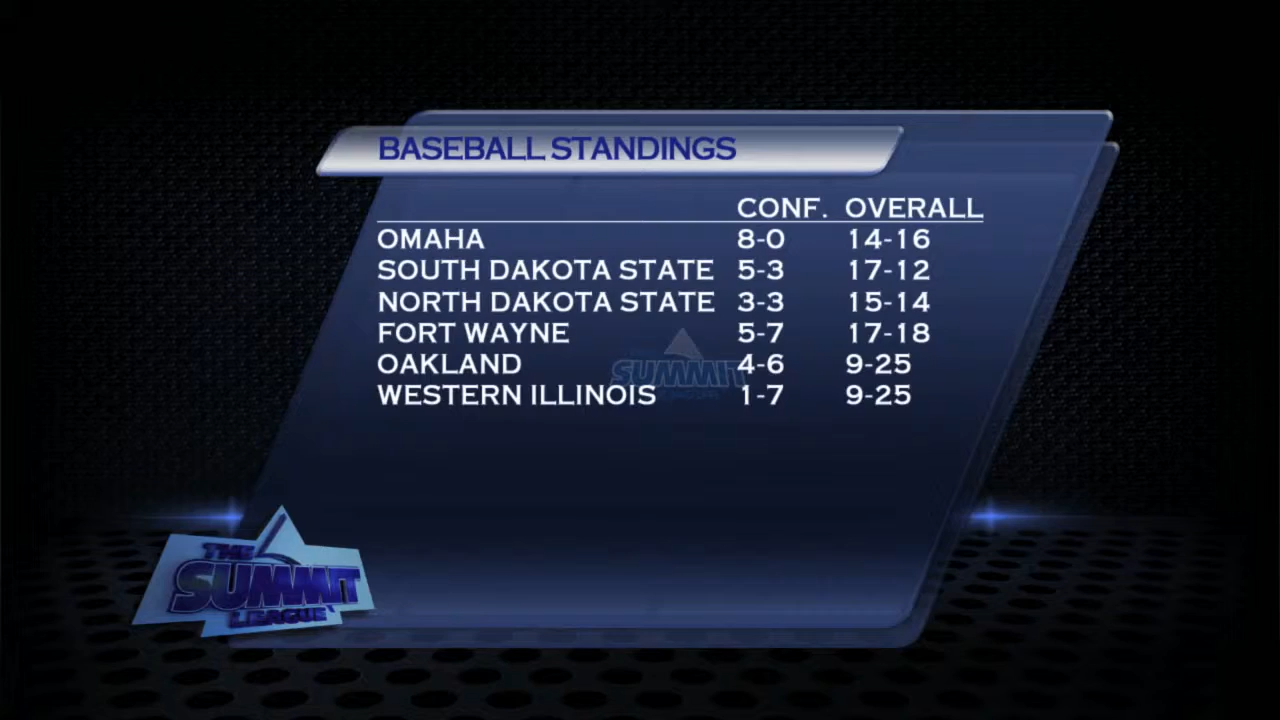 BASEBALL STANDINGS
CONF. OVERALL
OMAHA 8-0 14-16
SOUTH DAKOTA STATE 5-3 17-12
NORTH DAKOTA STATE 3-3 15-14
FORT WAYNE 5-7 17-18
OAKLAND 4-6 9-25
WESTERN ILLINOIS 1-7 9-25
SUMMIT
THE
SUMMIT
LEAGUE